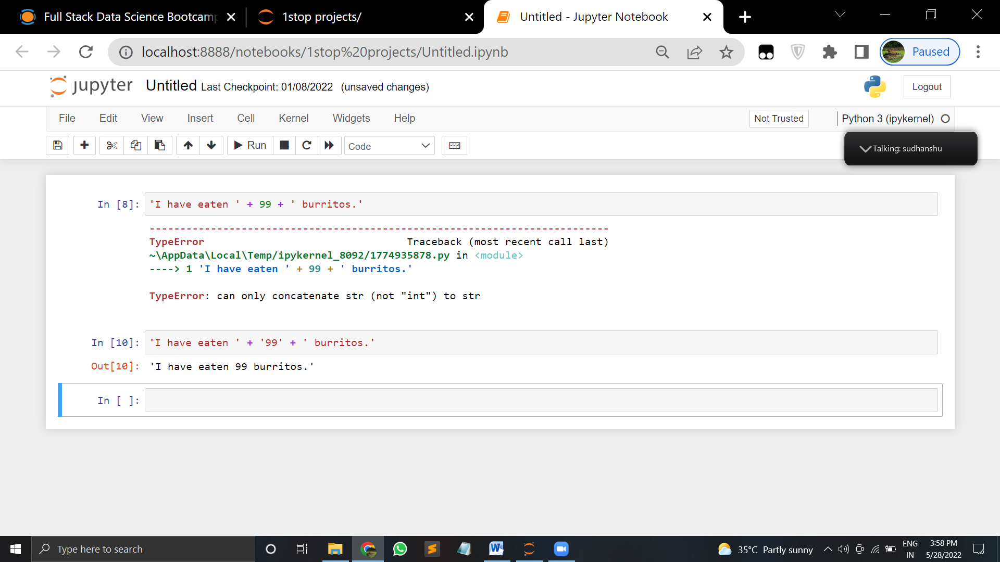 Full Stack Data Science Bootcamp
1stop projects/
Untitled - Jupyter Notebook
localhost:8888/notebooks/1stop%20projects/Untitled.ipynb
Paused
jupyter Untitled Last Checkpoint: 01/08/2022 (unsaved changes)
Logout
File Edit View Insert Cell Kernel Widgets Help
Not Trusted
Python 3 (ipykernel)
Run
Code
Talking: sudhanshu
In [8]: 'I have eaten ' + 99 + ' burritos.'
---------------------------------------------------------------------------
TypeError Traceback (most recent call last)
~\AppData\Local\Temp/ipykernel_8092/1774935878.py in <module>
----> 1 'I have eaten ' + 99 + ' burritos.'
TypeError: can only concatenate str (not "int") to str
In [10]: 'I have eaten ' + '99' + ' burritos.'
Out[10]: 'I have eaten 99 burritos.'
In [ ]:
Type here to search
35°C Partly sunny
ENG
IN
3:58 PM
5/28/2022